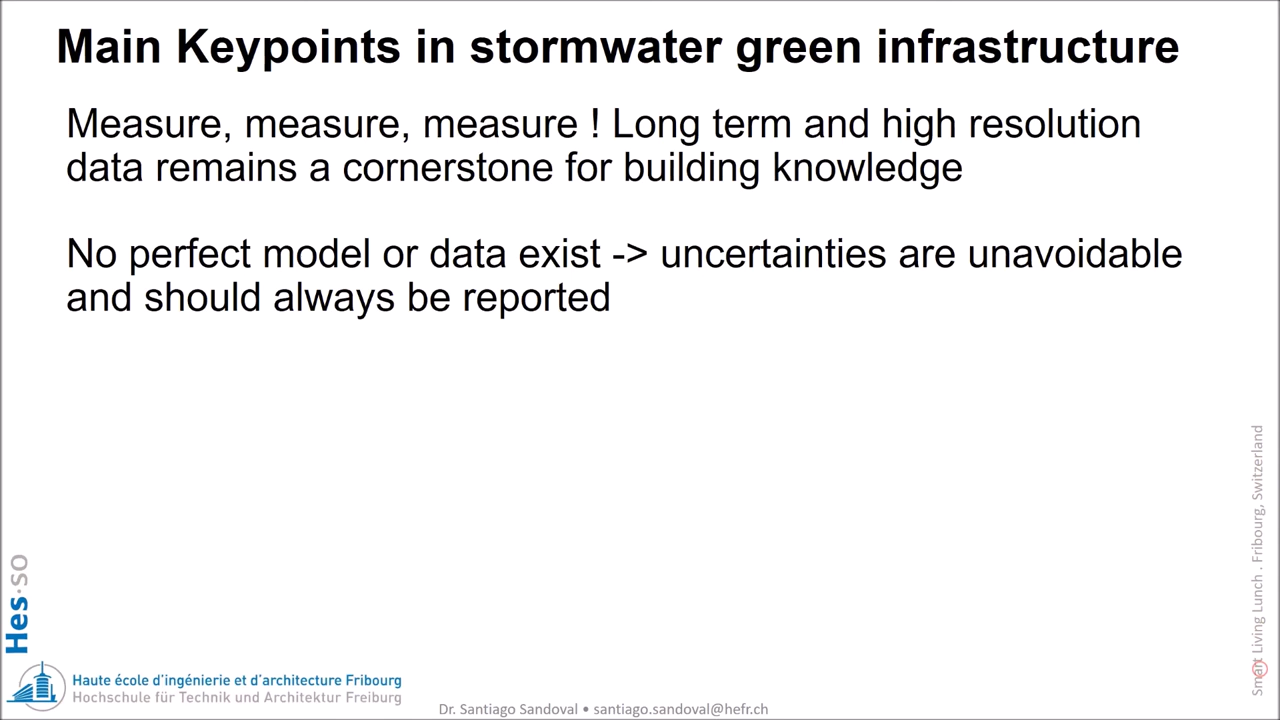 Main Keypoints in stormwater green infrastructure
Measure, measure, measure ! Long term and high resolution
data remains a cornerstone for building knowledge
No perfect model or data exist -> uncertainties are unavoidable
and should always be reported
Smart Living Lunch . Fribourg, Switzerland
Hes·so
Haute école d'ingénierie et d'architecture Fribourg
Hochschule für Technik und Architektur Freiburg
Dr. Santiago Sandoval • santiago.sandoval@hefr.ch